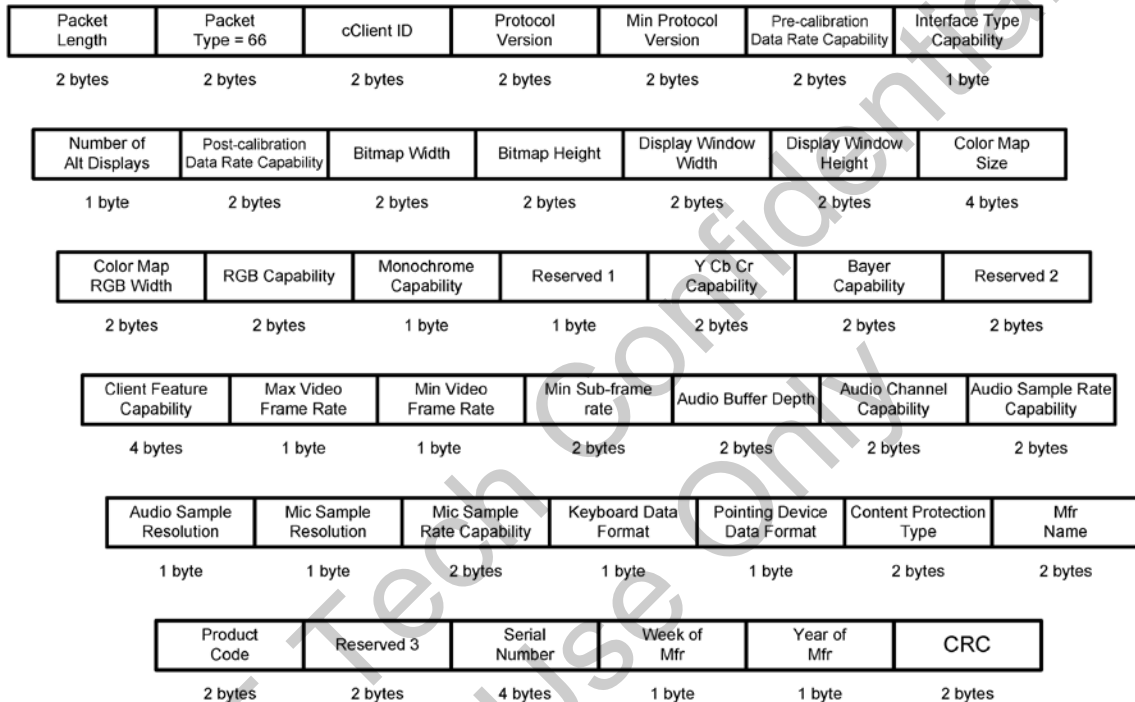 Packet Length
Packet Type = 66
cClient ID
Protocol Version
Min Protocol Version
Pre-calibration Data Rate Capability
Interface Type Capability
2 bytes 2 bytes 2 bytes 2 bytes 2 bytes 2 bytes 1 byte
Number of Alt Displays
Post-calibration Data Rate Capability
Bitmap Width
Bitmap Height
Display Window Width
Display Window Height
Color Map Size
1 byte 2 bytes 2 bytes 2 bytes 2 bytes 2 bytes 4 bytes
Color Map RGB Width
RGB Capability
Monochrome Capability
Reserved 1
Y Cb Cr Capability
Bayer Capability
Reserved 2
2 bytes 2 bytes 1 byte 1 byte 2 bytes 2 bytes 2 bytes
Client Feature Capability
Max Video Frame Rate
Min Video Frame Rate
Min Sub-frame rate
Audio Buffer Depth
Audio Channel Capability
Audio Sample Rate Capability
4 bytes 1 byte 1 byte 2 bytes 2 bytes 2 bytes 2 bytes
Audio Sample Resolution
Mic Sample Resolution
Mic Sample Rate Capability
Keyboard Data Format
Pointing Device Data Format
Content Protection Type
Mfr Name
1 byte 1 byte 2 bytes 1 byte 1 byte 2 bytes 2 bytes
Product Code
Reserved 3
Serial Number
Week of Mfr
Year of Mfr
CRC
2 bytes 2 bytes 4 bytes 1 byte 1 byte 2 bytes
Tech Confidential
Use Only